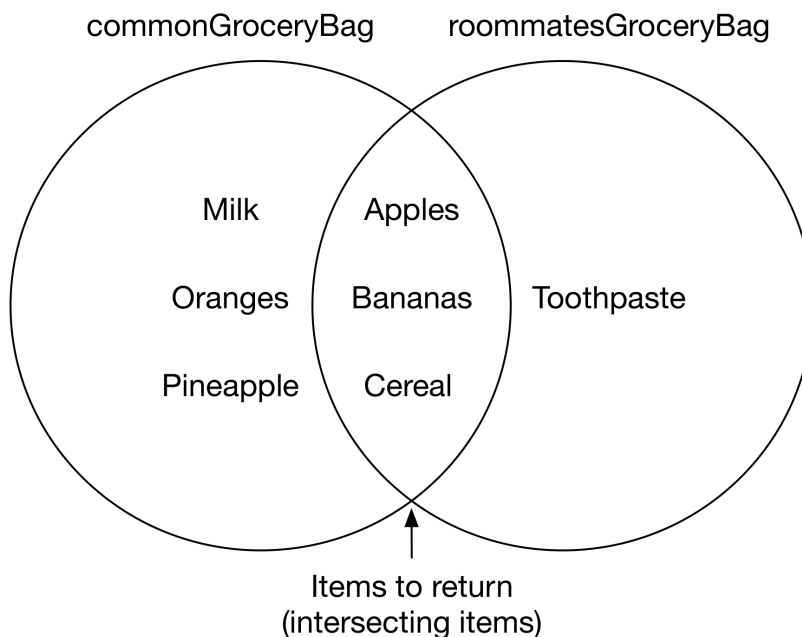 commonGroceryBag
roommatesGroceryBag
Milk
Apples
Oranges
Bananas
Toothpaste
Pineapple
Cereal
Items to return
(intersecting items)